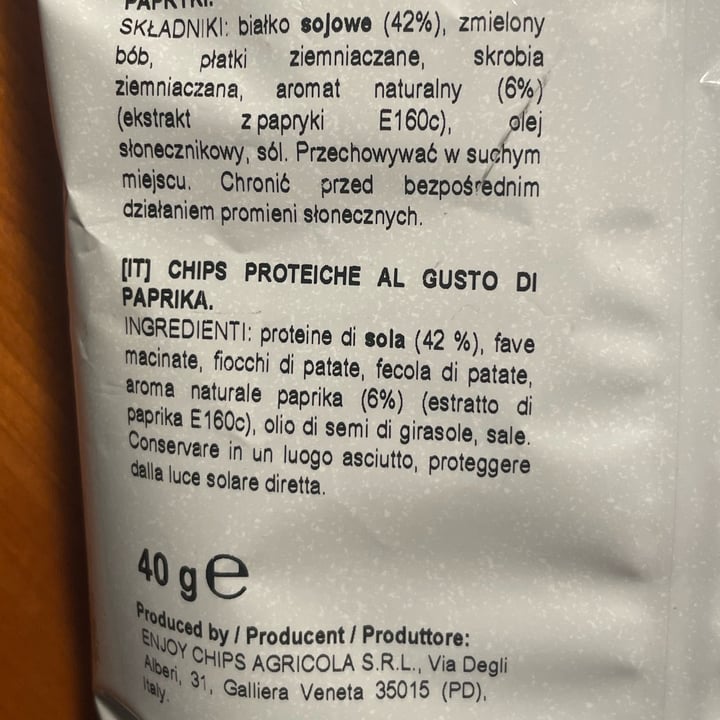 PAPRYKI.
SKŁADNIKI: białko sojowe (42%), zmielony
bób, płatki ziemniaczane, skrobia
ziemniaczana, aromat naturalny (6%)
(ekstrakt z papryki E160c), olej
słonecznikowy, sól. Przechowywać w suchym
miejscu. Chronić przed bezpośrednim
działaniem promieni słonecznych.
[IT] CHIPS PROTEICHE AL GUSTO DI
PAPRIKA.
INGREDIENTI: proteine di sola (42 %), fave
macinate, fiocchi di patate, fecola di patate,
aroma naturale paprika (6%) (estratto di
paprika E160c), olio di semi di girasole, sale.
Conservare in un luogo asciutto, proteggere
dalla luce solare diretta.
40 g e
Produced by / Producent / Produttore:
ENJOY CHIPS AGRICOLA S.R.L., Via Degli
Alberi, 31, Galliera Veneta 35015 (PD),
Italy.